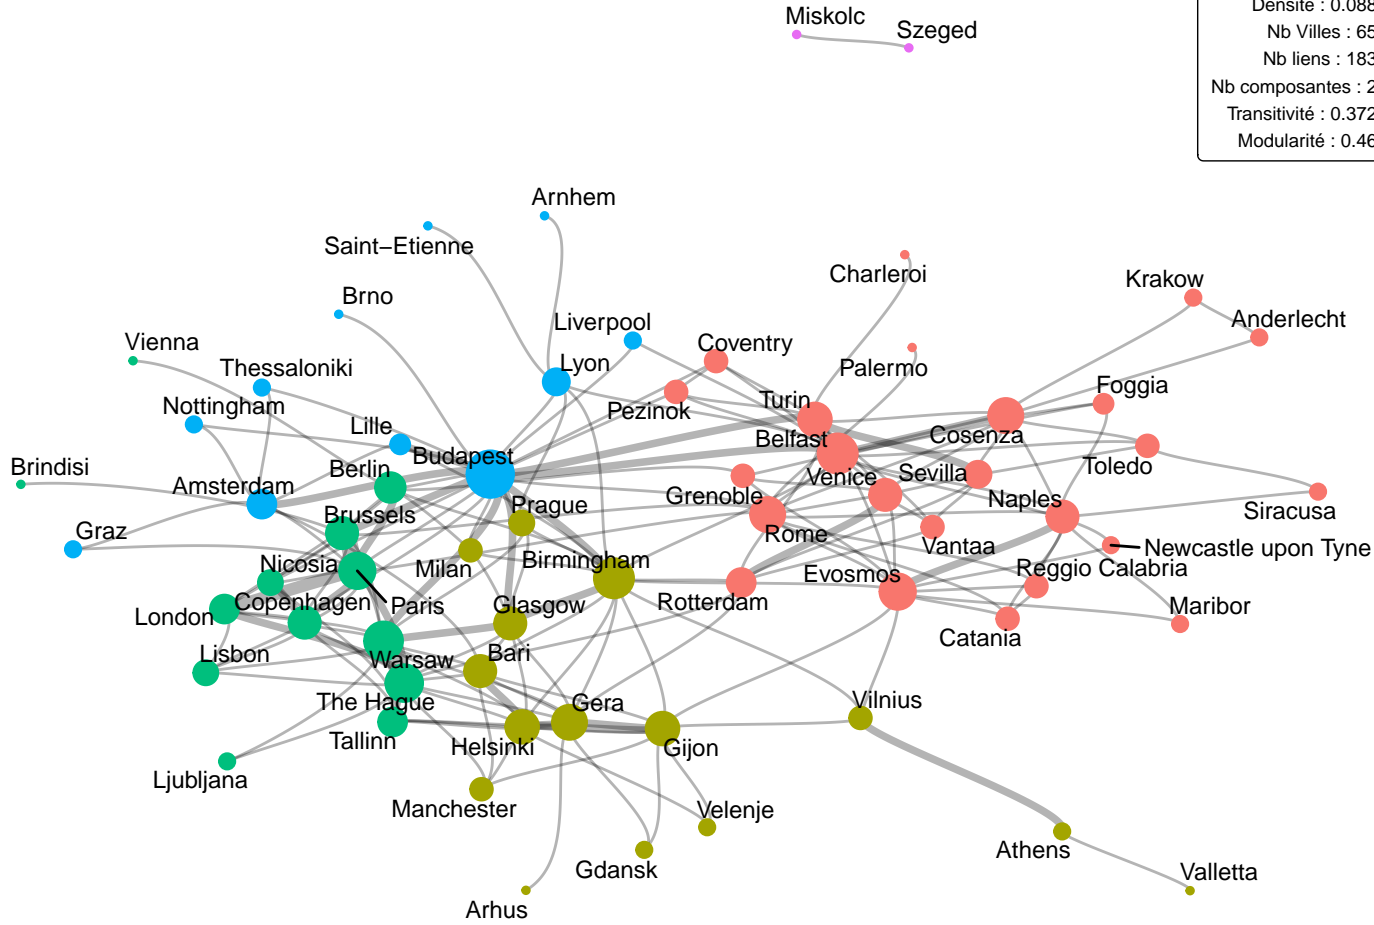 Densité : 0.088
Nb Villes : 65
Nb liens : 183
Nb composantes : 2
Transitivité : 0.372
Modularité : 0.46
Miskolc
Szeged
Arnhem
Saint−Etienne
Charleroi
Krakow
Brno
Anderlecht
Liverpool
Vienna
Coventry
Lyon
Palermo
Thessaloniki
Foggia
Turin
Nottingham
Pezinok
Lille
Belfast
Cosenza
Budapest
Brindisi
Berlin
Toledo
Venice
Sevilla
Amsterdam
Grenoble
Naples
Prague
Siracusa
Brussels
Graz
Rome
Vantaa
Newcastle upon Tyne
Nicosia
Milan
Birmingham
Reggio Calabria
Evosmos
Copenhagen
Paris
Glasgow
Rotterdam
Maribor
London
Catania
Lisbon
Warsaw
Bari
The Hague
Gera
Vilnius
Tallinn
Helsinki
Gijon
Ljubljana
Manchester
Velenje
Athens
Gdansk
Valletta
Arhus